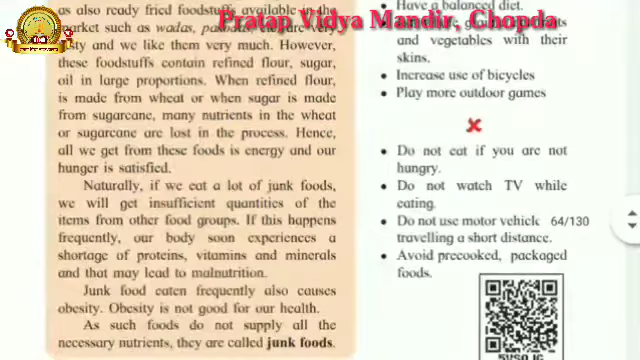 Pratap Vidya Mandir, Chopda
as also ready fried foodstuffs available in the
market such as wadas,
sty and we like them very much. However,
these foodstuffs contain refined flour, sugar,
oil in large proportions. When refined flour,
is made from wheat or when sugar is made
from sugarcane, many nutrients in the wheat
or sugarcane are lost in the process. Hence,
all we get from these foods is energy and our
hunger is satisfied.
Naturally, if we eat a lot of junk foods,
we will get insufficient quantities of the
items from other food groups. If this happens
frequently, our body soon experiences a
shortage of proteins, vitamins and minerals
and that may lead to malnutrition.
Junk food eaten frequently also causes
obesity. Obesity is not good for our health.
As such foods do not supply all the
necessary nutrients, they are called junk foods.
• Have a balanced diet.
and vegetables with their
skins.
• Increase use of bicycles
• Play more outdoor games
• Do not eat if you are not
hungry.
• Do not watch TV while
eating.
• Do not use motor vehicle 64/130
travelling a short distance.
• Avoid precooked, packaged
foods.